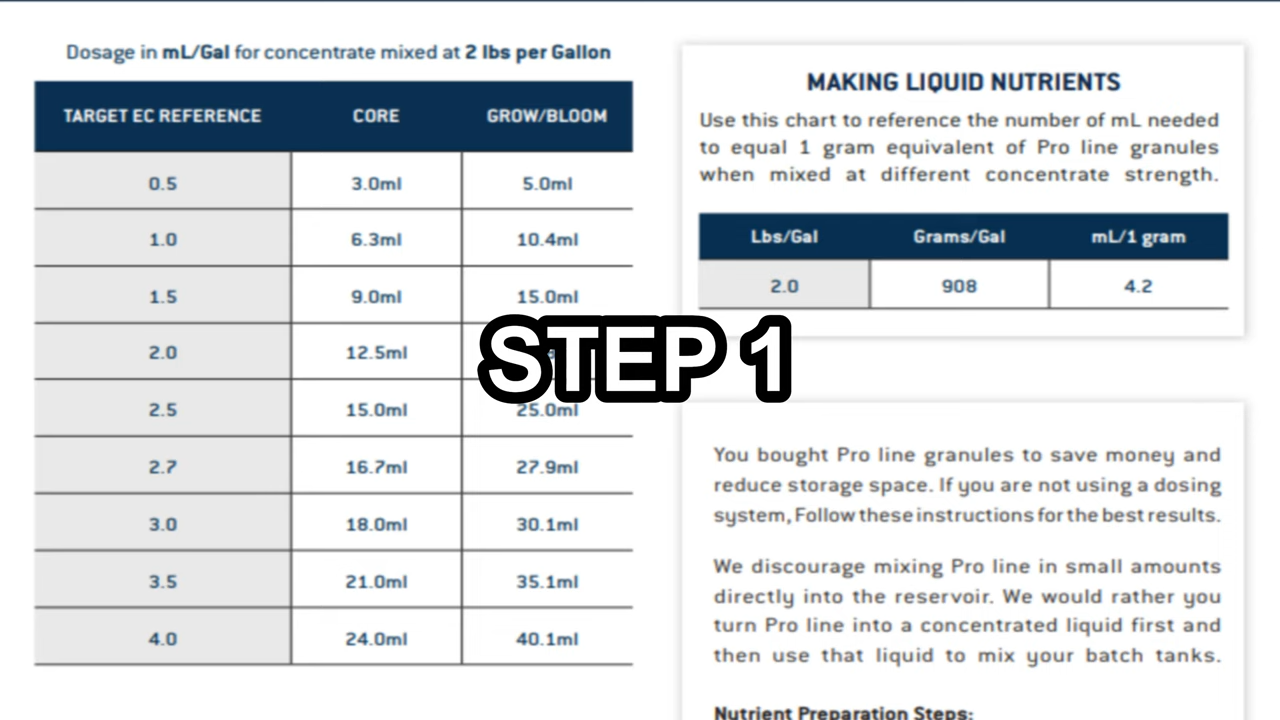 Dosage in mL/Gal for concentrate mixed at 2 lbs per Gallon
TARGET EC REFERENCE CORE GROW/BLOOM
0.5 3.0ml 5.0ml
1.0 6.3ml 10.4ml
1.5 9.0ml 15.0ml
2.0 12.5ml
2.5 15.0ml 25.0ml
2.7 16.7ml 27.9ml
3.0 18.0ml 30.1ml
3.5 21.0ml 35.1ml
4.0 24.0ml 40.1ml
STEP 1
MAKING LIQUID NUTRIENTS
Use this chart to reference the number of mL needed
to equal 1 gram equivalent of Pro line granules
when mixed at different concentrate strength.
Lbs/Gal Grams/Gal mL/1 gram
2.0 908 4.2
You bought Pro line granules to save money and
reduce storage space. If you are not using a dosing
system, Follow these instructions for the best results.
We discourage mixing Pro line in small amounts
directly into the reservoir. We would rather you
turn Pro line into a concentrated liquid first and
then use that liquid to mix your batch tanks.
Nutrient Preparation Steps: